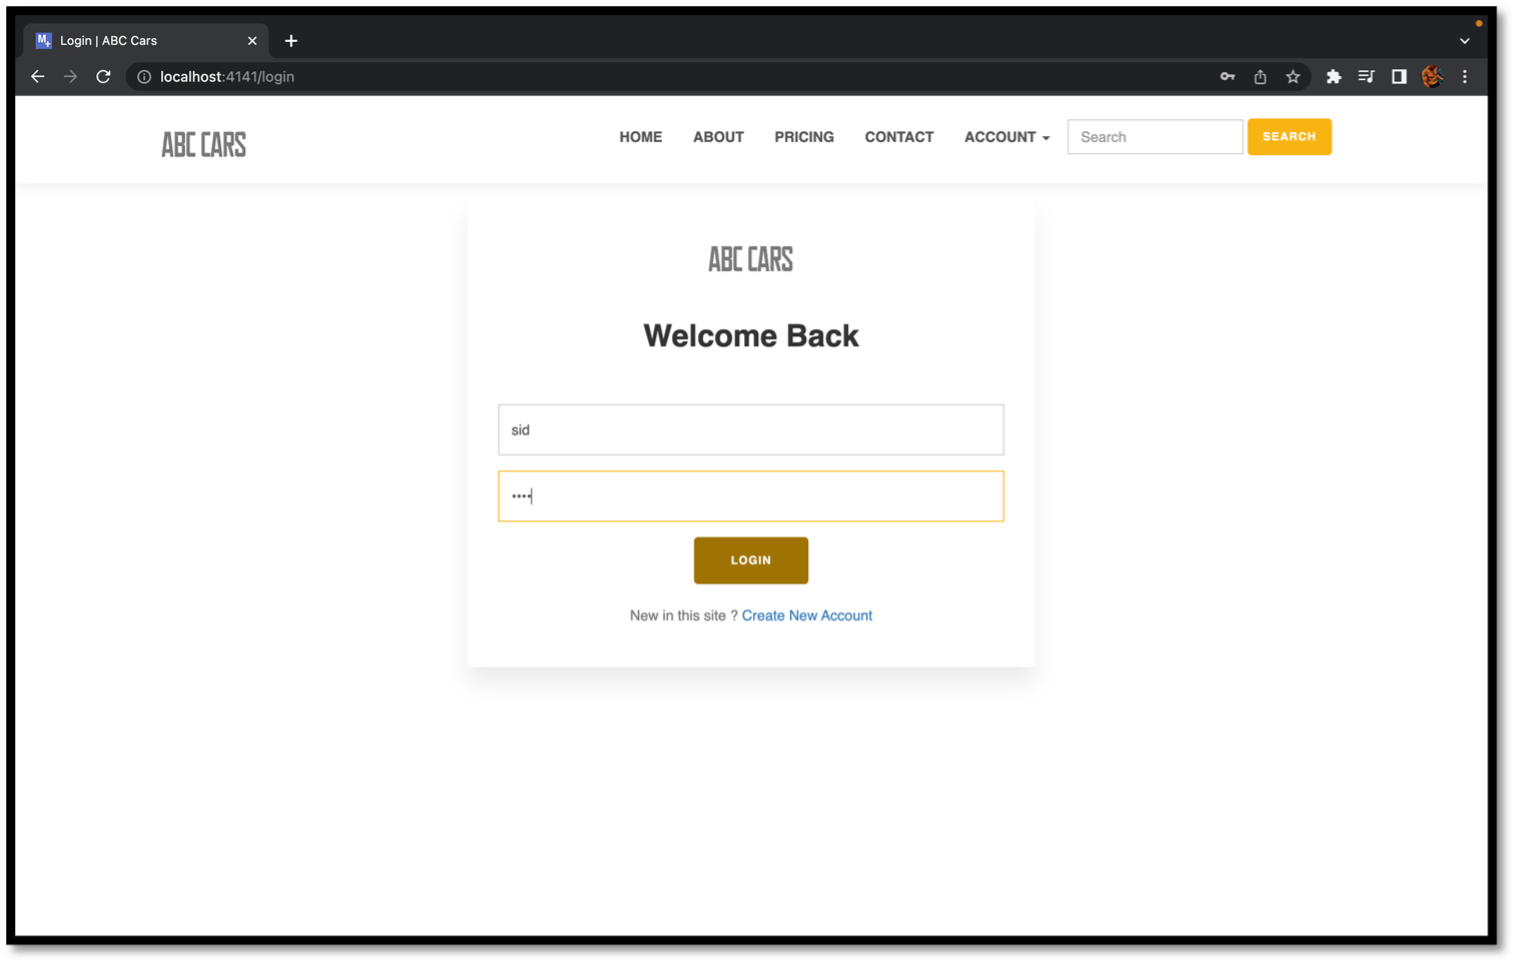 Login | ABC Cars
localhost:4141/login
ABC CARS
HOME ABOUT PRICING CONTACT ACCOUNT Search SEARCH
ABC CARS
Welcome Back
sid
••••
LOGIN
New in this site ? Create New Account